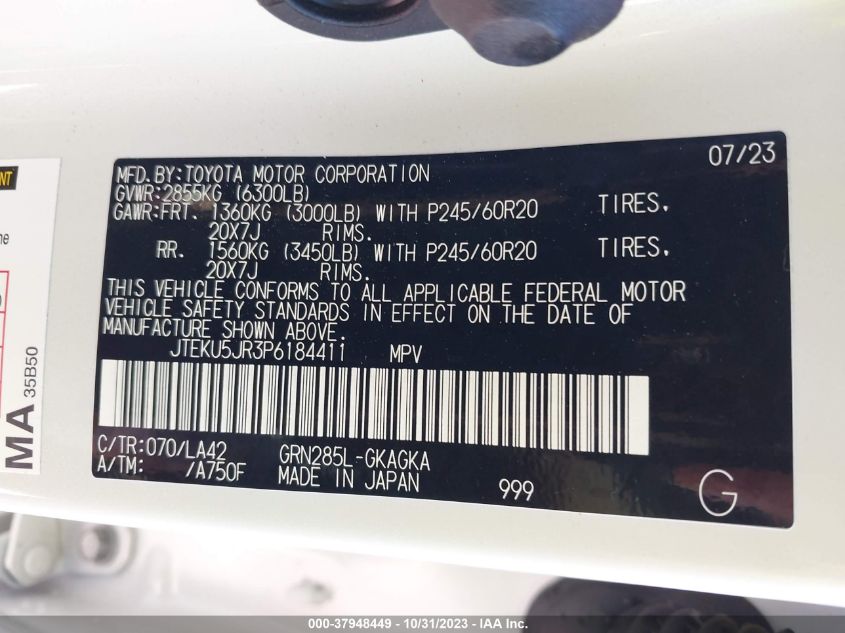 07/23
MFD.BY:TOYOTA MOTOR CORPORATION
GVWR:2855KG (6300LB)
GAWR:FRT. 1360KG (3000LB) WITH P245/60R20 TIRES,
20X7J RIMS.
RR. 1560KG (3450LB) WITH P245/60R20 TIRES,
20X7J RIMS.
THIS VEHICLE CONFORMS TO ALL APPLICABLE FEDERAL MOTOR
VEHICLE SAFETY STANDARDS IN EFFECT ON THE DATE OF
MANUFACTURE SHOWN ABOVE.
JTEKU5JR3P6184411 MPV
C/TR:070/LA42 GRN285L-GKAGKA
A/TM: /A750F MADE IN JAPAN 999
G
MA 35B50
000-37948449 - 10/31/2023 - IAA Inc.